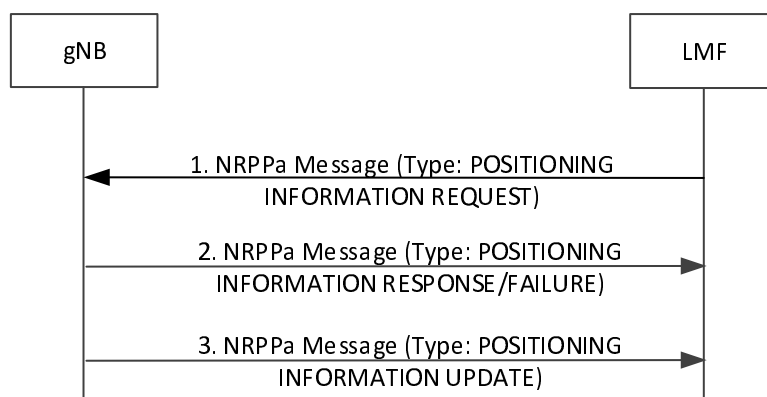 gNB
LMF
1. NRPPa Message (Type: POSITIONING
INFORMATION REQUEST)
2. NRPPa Message (Type: POSITIONING
INFORMATION RESPONSE/FAILURE)
3. NRPPa Message (Type: POSITIONING
INFORMATION UPDATE)